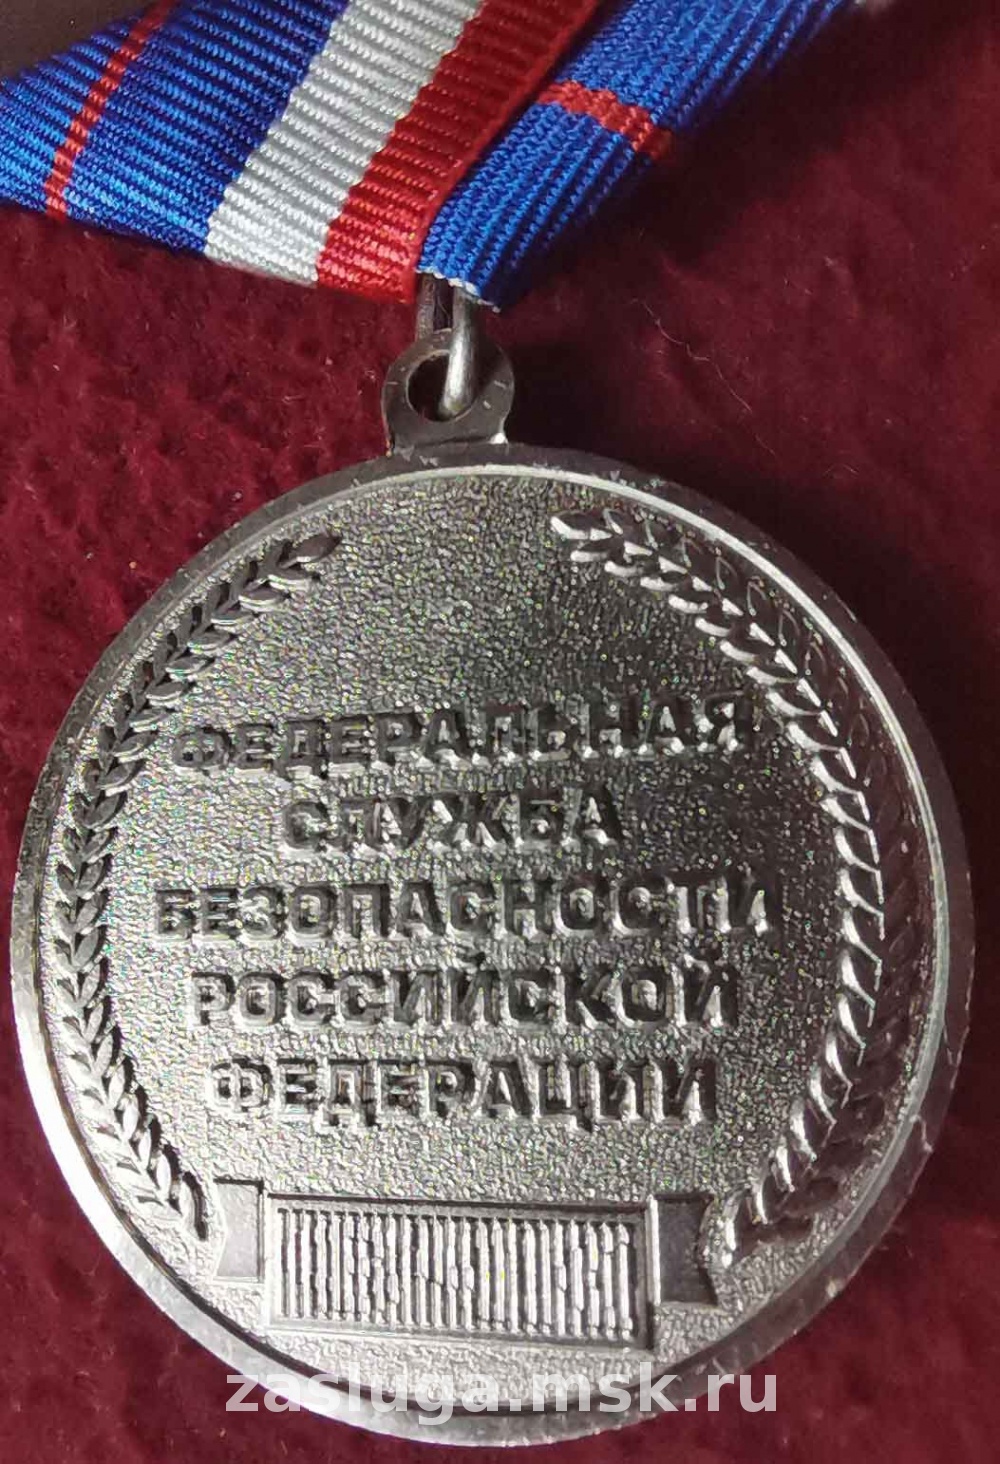 ФЕДЕРАЛЬНАЯ
СЛУЖБА
БЕЗОПАСНОСТИ
РОССИЙСКОЙ
ФЕДЕРАЦИИ
zasluga.msk.ru